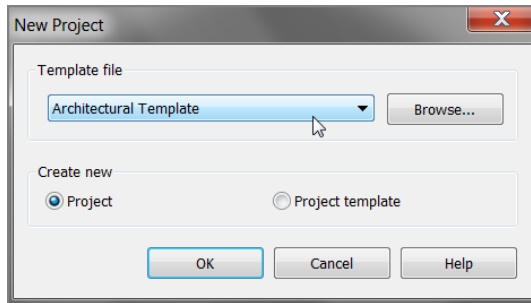 New Project
Template file
Architectural Template
Browse...
Create new
Project
Project template
OK
Cancel
Help